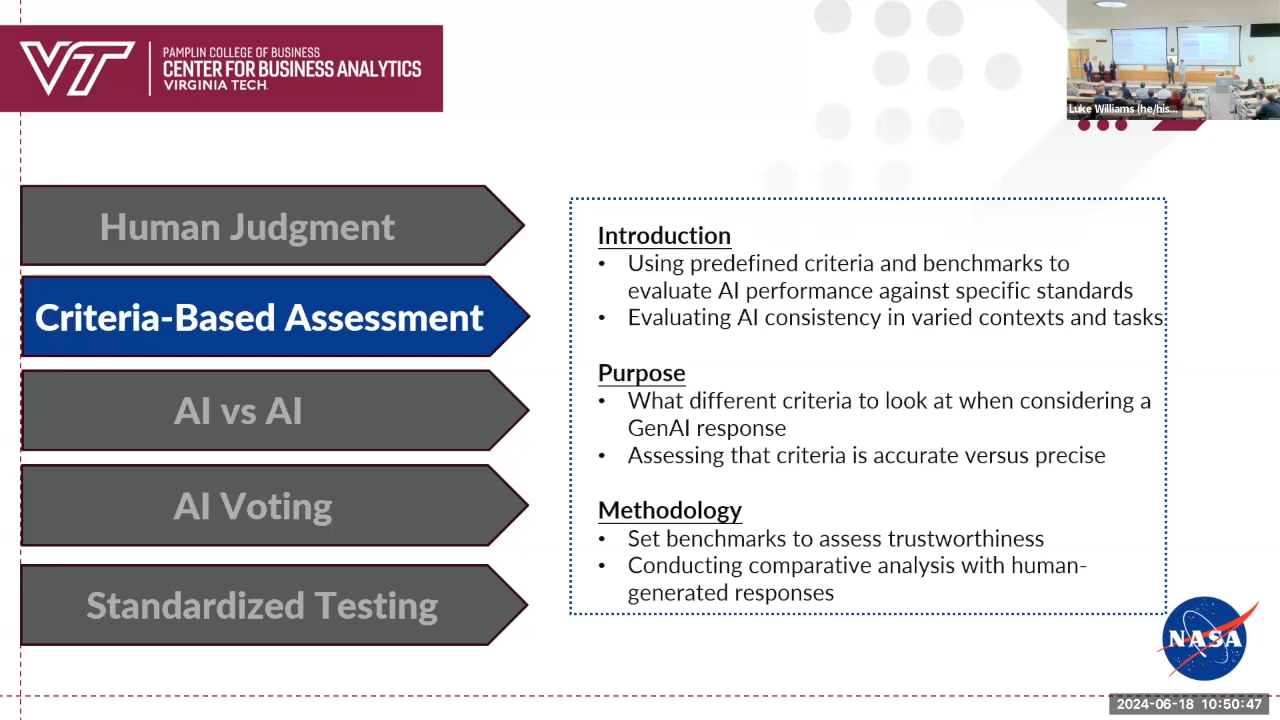 PAMPLIN COLLEGE OF BUSINESS
CENTER FOR BUSINESS ANALYTICS
VIRGINIA TECH
Luke Williams (he/his...
Human Judgment
Criteria-Based Assessment
AI vs AI
AI Voting
Standardized Testing
Introduction
• Using predefined criteria and benchmarks to
evaluate AI performance against specific standards
• Evaluating AI consistency in varied contexts and tasks
Purpose
• What different criteria to look at when considering a
GenAI response
• Assessing that criteria is accurate versus precise
Methodology
• Set benchmarks to assess trustworthiness
• Conducting comparative analysis with human-
generated responses
NASA
2024-06-18 10:50:47